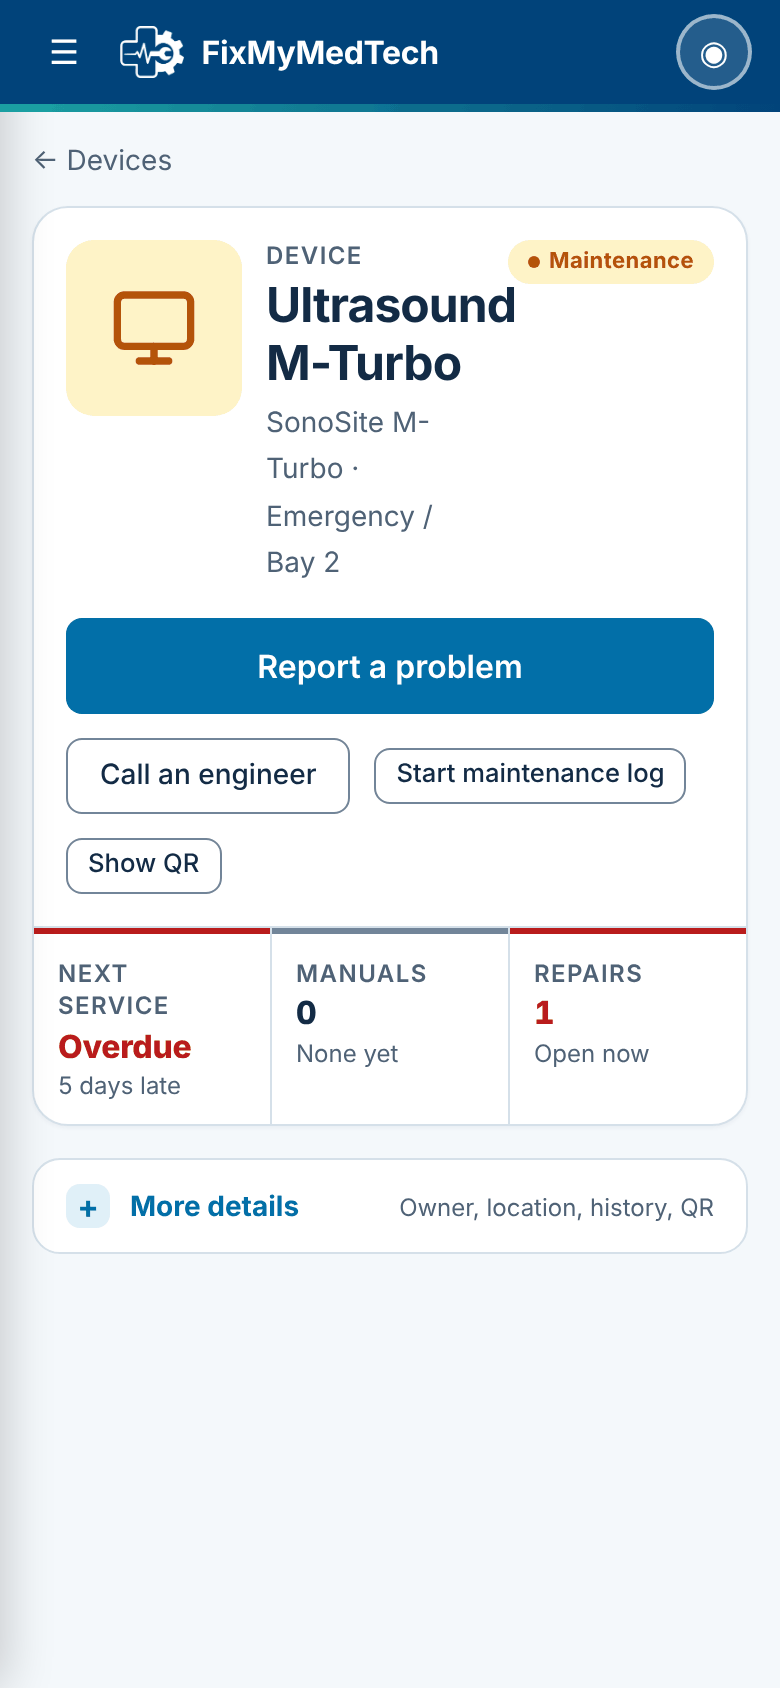 FixMyMedTech
← Devices
DEVICE
Maintenance
Ultrasound
M-Turbo
SonoSite M-
Turbo ·
Emergency /
Bay 2
Report a problem
Call an engineer
Start maintenance log
Show QR
NEXT
SERVICE
Overdue
5 days late
MANUALS
0
None yet
REPAIRS
1
Open now
+ More details
Owner, location, history, QR